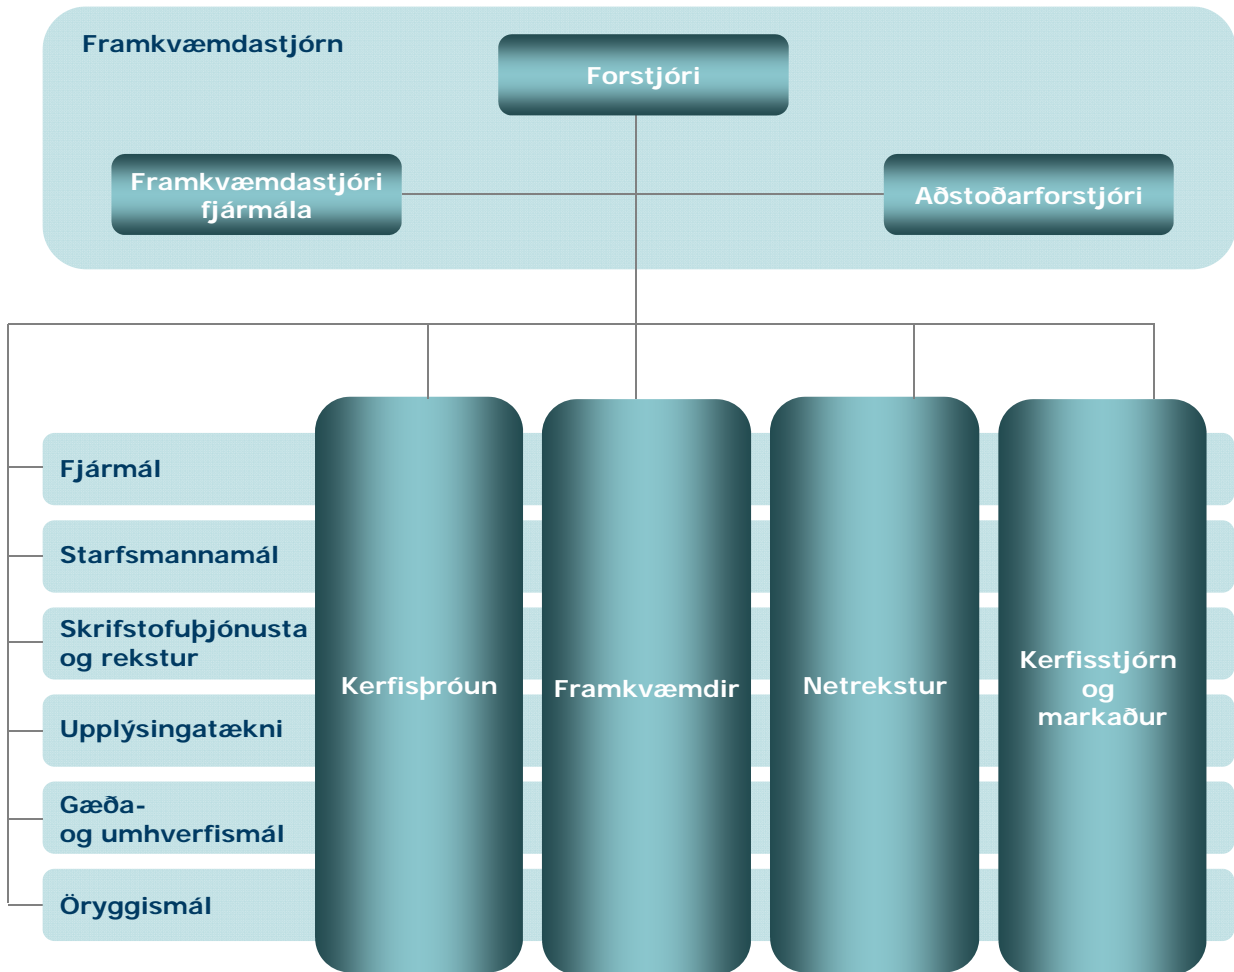 Framkvæmdastjórn
Forstjóri
Framkvæmdastjóri
fjármála
Aðstoðarforstjóri
Fjármál
Starfsmannamál
Skrifstofuþjónusta
og rekstur
Upplýsingatækni
Gæða-
og umhverfismál
Öryggismál
Kerfisþróun
Framkvæmdir
Netrekstur
Kerfisstjórn
og
markaður